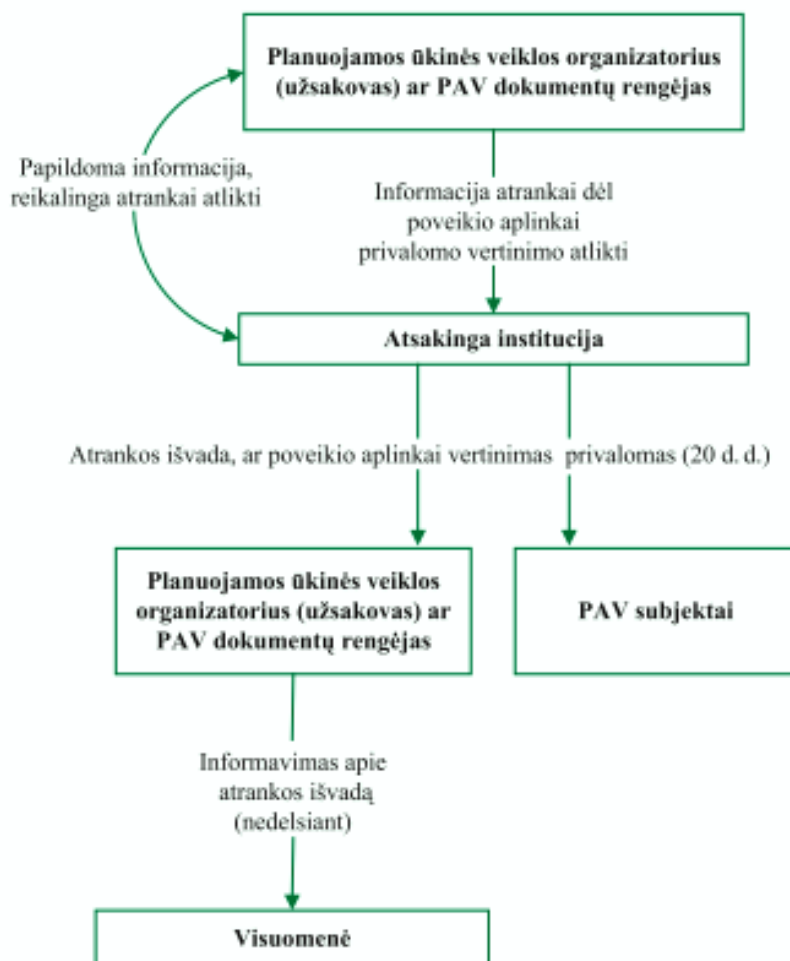 Planuojamos ūkinės veiklos organizatorius
(užsakovas) ar PAV dokumentų rengėjas
Papildoma informacija,
reikalinga atrankai atlikti
Informacija atrankai dėl
poveikio aplinkai
privalomo vertinimo atlikti
Atsakinga institucija
Atrankos išvada, ar poveikio aplinkai vertinimas privalomas (20 d. d.)
Planuojamos ūkinės veiklos
organizatorius (užsakovas) ar
PAV dokumentų rengėjas
PAV subjektai
Informavimas apie
atrankos išvadą
(nedelsiant)
Visuomenė